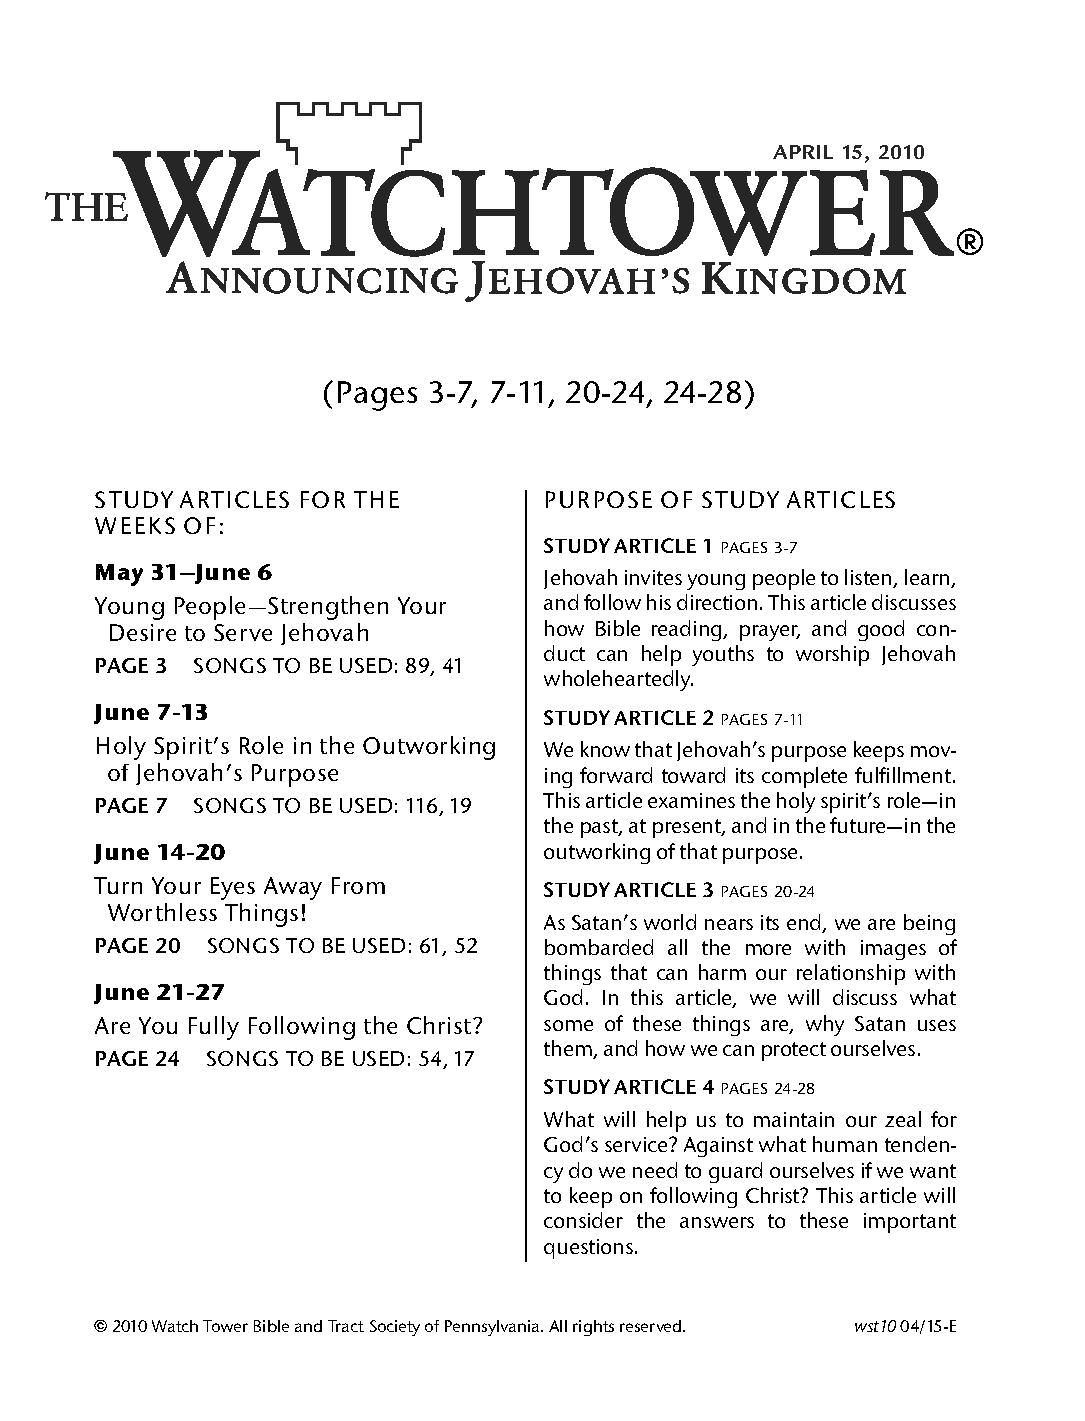 APRIL 15, 2010
THE WATCHTOWER®
ANNOUNCING JEHOVAH'S KINGDOM
(Pages 3-7, 7-11, 20-24, 24-28)
STUDY ARTICLES FOR THE
WEEKS OF:
May 31–June 6
Young People—Strengthen Your
Desire to Serve Jehovah
PAGE 3 SONGS TO BE USED: 89, 41
June 7-13
Holy Spirit's Role in the Outworking
of Jehovah's Purpose
PAGE 7 SONGS TO BE USED: 116, 19
June 14-20
Turn Your Eyes Away From
Worthless Things!
PAGE 20 SONGS TO BE USED: 61, 52
June 21-27
Are You Fully Following the Christ?
PAGE 24 SONGS TO BE USED: 54, 17
PURPOSE OF STUDY ARTICLES
STUDY ARTICLE 1 PAGES 3-7
Jehovah invites young people to listen, learn,
and follow his direction. This article discusses
how Bible reading, prayer, and good con-
duct can help youths to worship Jehovah
wholeheartedly.
STUDY ARTICLE 2 PAGES 7-11
We know that Jehovah's purpose keeps mov-
ing forward toward its complete fulfillment.
This article examines the holy spirit's role—in
the past, at present, and in the future—in the
outworking of that purpose.
STUDY ARTICLE 3 PAGES 20-24
As Satan's world nears its end, we are being
bombarded all the more with images of
things that can harm our relationship with
God. In this article, we will discuss what
some of these things are, why Satan uses
them, and how we can protect ourselves.
STUDY ARTICLE 4 PAGES 24-28
What will help us to maintain our zeal for
God's service? Against what human tenden-
cy do we need to guard ourselves if we want
to keep on following Christ? This article will
consider the answers to these important
questions.
© 2010 Watch Tower Bible and Tract Society of Pennsylvania. All rights reserved.
wst10 04/15-E